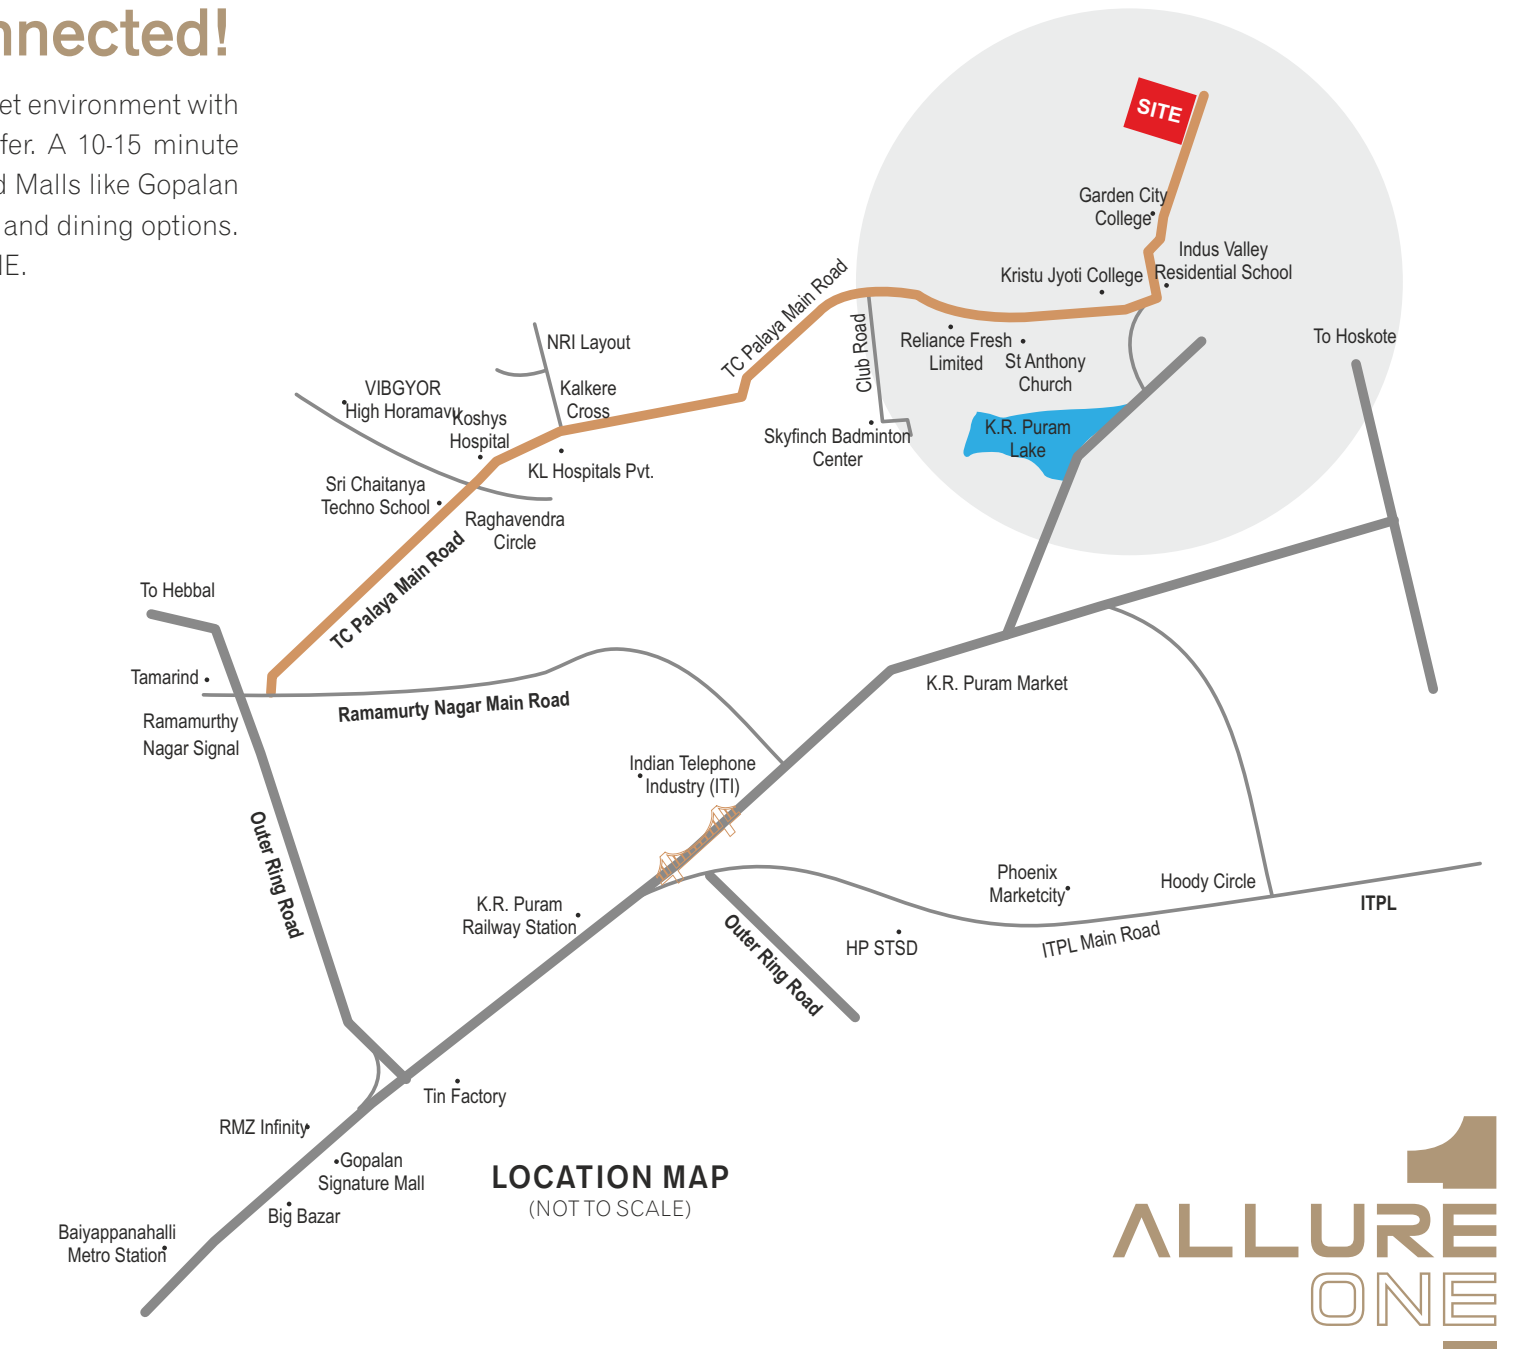 nnected!
et environment with
fer. A 10-15 minute
d Malls like Gopalan
and dining options.
IE.
SITE
Garden City
College
Indus Valley
Residential School
Kristu Jyoti College
To Hoskote
TC Palaya Main Road
Club Road
Reliance Fresh
Limited
St Anthony
Church
NRI Layout
VIBGYOR
High Horamavu
Koshys
Hospital
Kalkere
Cross
K.R. Puram
Lake
Skyfinch Badminton
Center
KL Hospitals Pvt.
Sri Chaitanya
Techno School
Raghavendra
Circle
TC Palaya Main Road
To Hebbal
Tamarind
Ramamurthy
Nagar Signal
Ramamurty Nagar Main Road
K.R. Puram Market
Indian Telephone
Industry (ITI)
Outer Ring Road
K.R. Puram
Railway Station
Outer Ring Road
HP STSD
Phoenix
Marketcity
Hoody Circle
ITPL Main Road
ITPL
Tin Factory
RMZ Infinity
Gopalan
Signature Mall
Big Bazar
Baiyappanahalli
Metro Station
LOCATION MAP
(NOT TO SCALE)
1
ALLURE
ONE